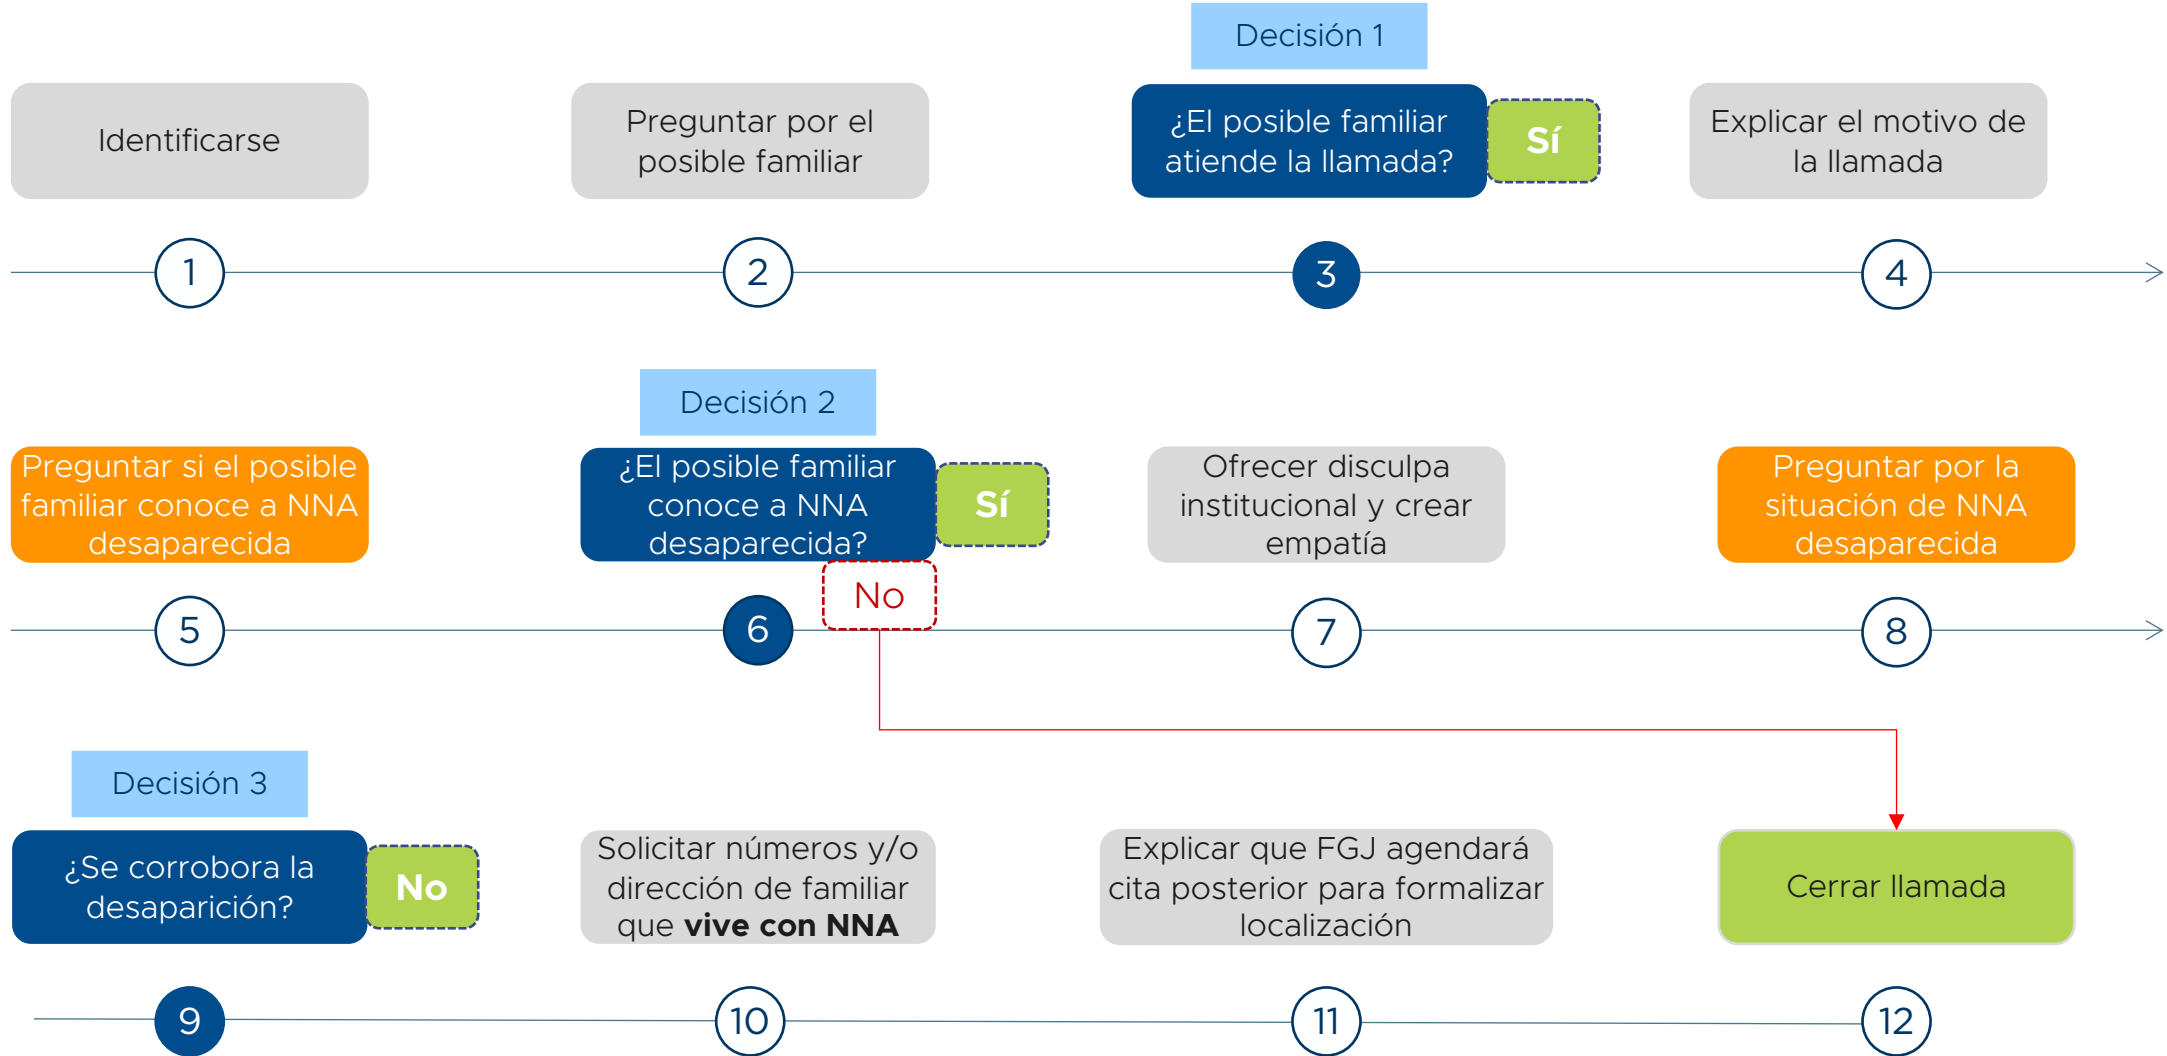 Decisión 1
Identificarse
Preguntar por el
posible familiar
¿El posible familiar
atiende la llamada?
Sí
Explicar el motivo de
la llamada
1
2
3
4
Decisión 2
Preguntar si el posible
familiar conoce a NNA
desaparecida
¿El posible familiar
conoce a NNA
desaparecida?
Sí
No
Ofrecer disculpa
institucional y crear
empatía
Preguntar por la
situación de NNA
desaparecida
5
6
7
8
Decisión 3
¿Se corrobora la
desaparición?
No
Solicitar números y/o
dirección de familiar
que vive con NNA
Explicar que FGJ agendará
cita posterior para formalizar
localización
Cerrar llamada
9
10
11
12